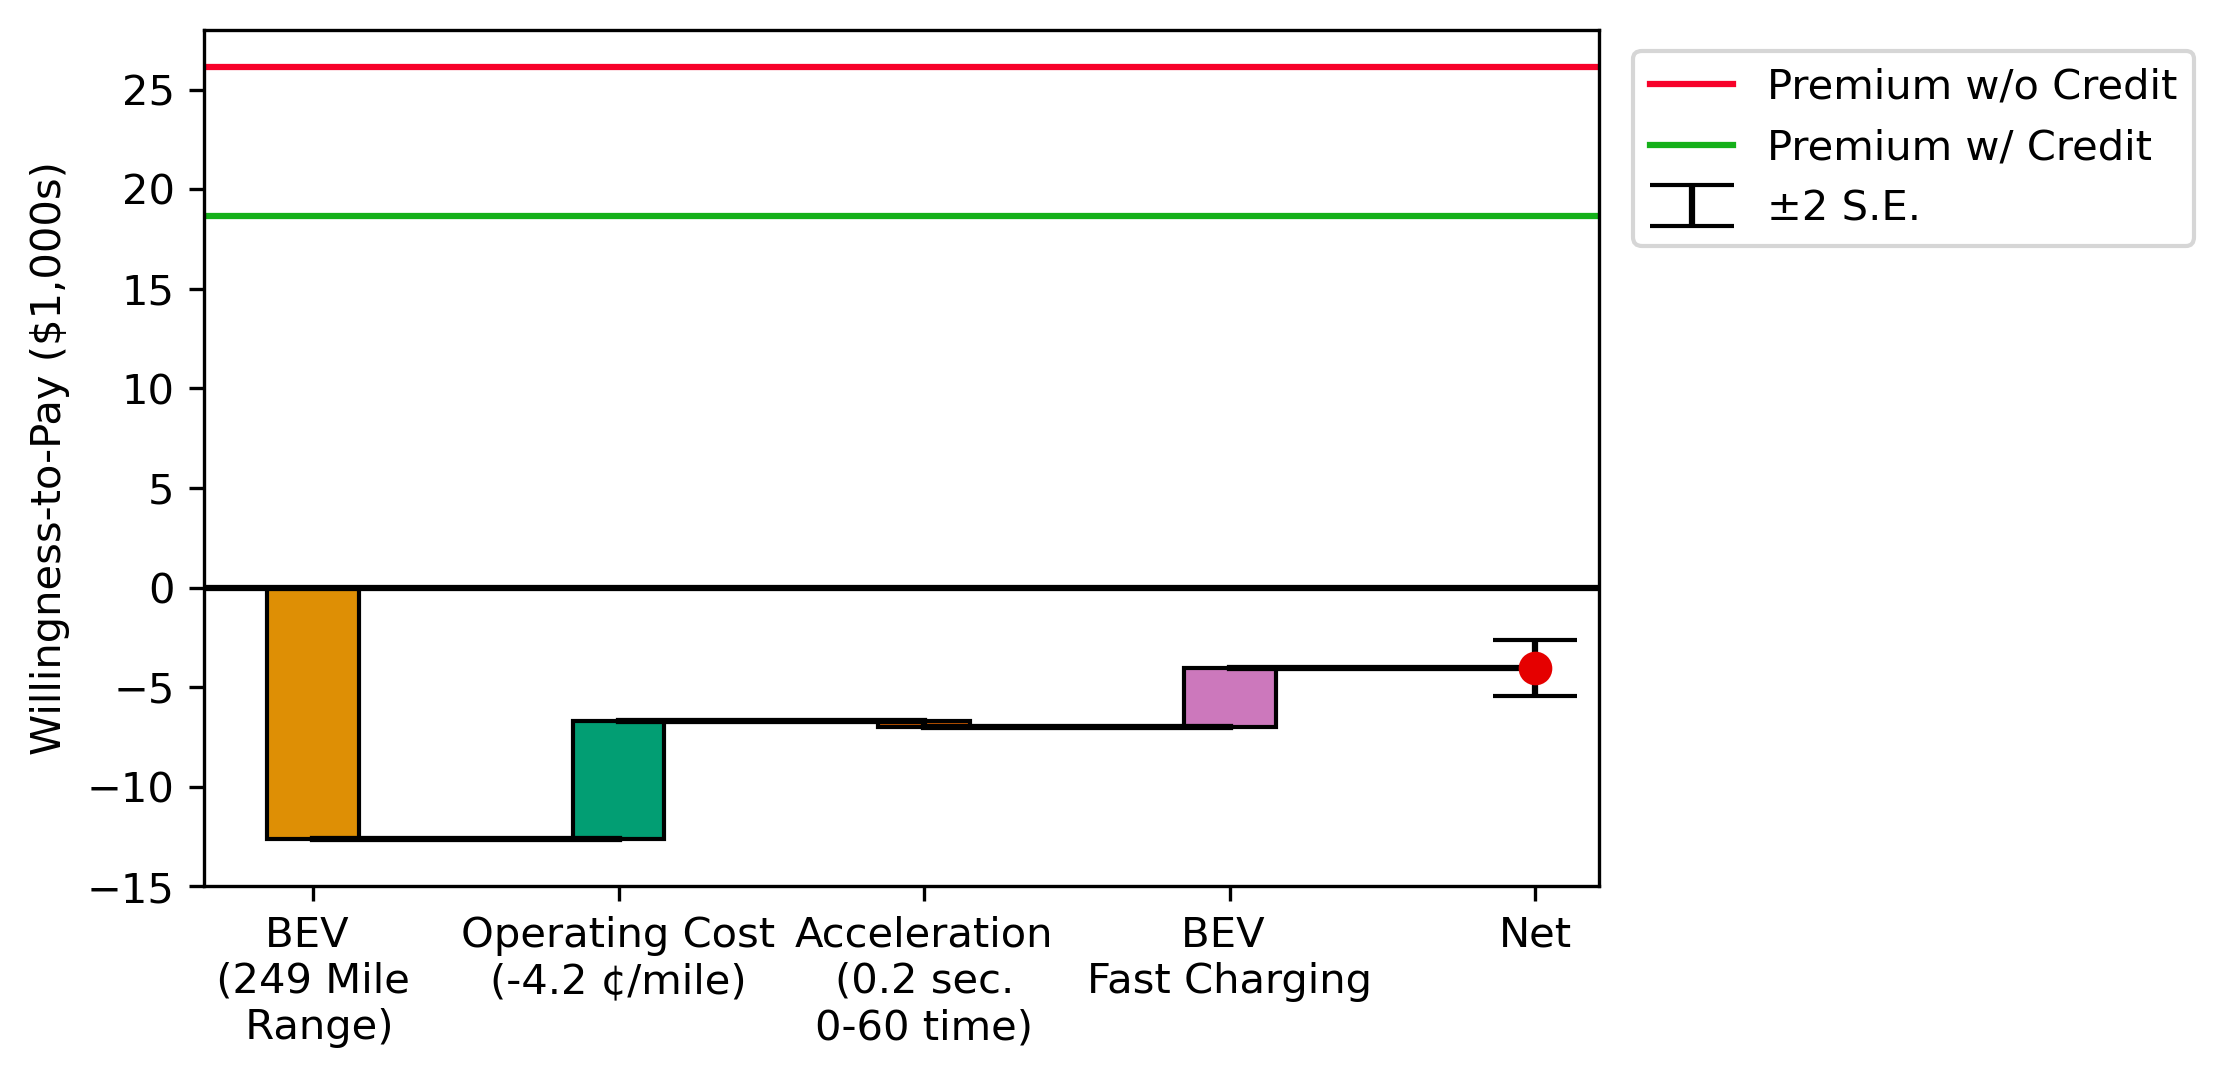 Willingness-to-Pay ($1,000s)
25
20
15
10
5
0
−5
−10
−15
BEV
(249 Mile
Range)
Operating Cost
(-4.2 ¢/mile)
Acceleration
(0.2 sec.
0-60 time)
BEV
Fast Charging
Net
Premium w/o Credit
Premium w/ Credit
±2 S.E.